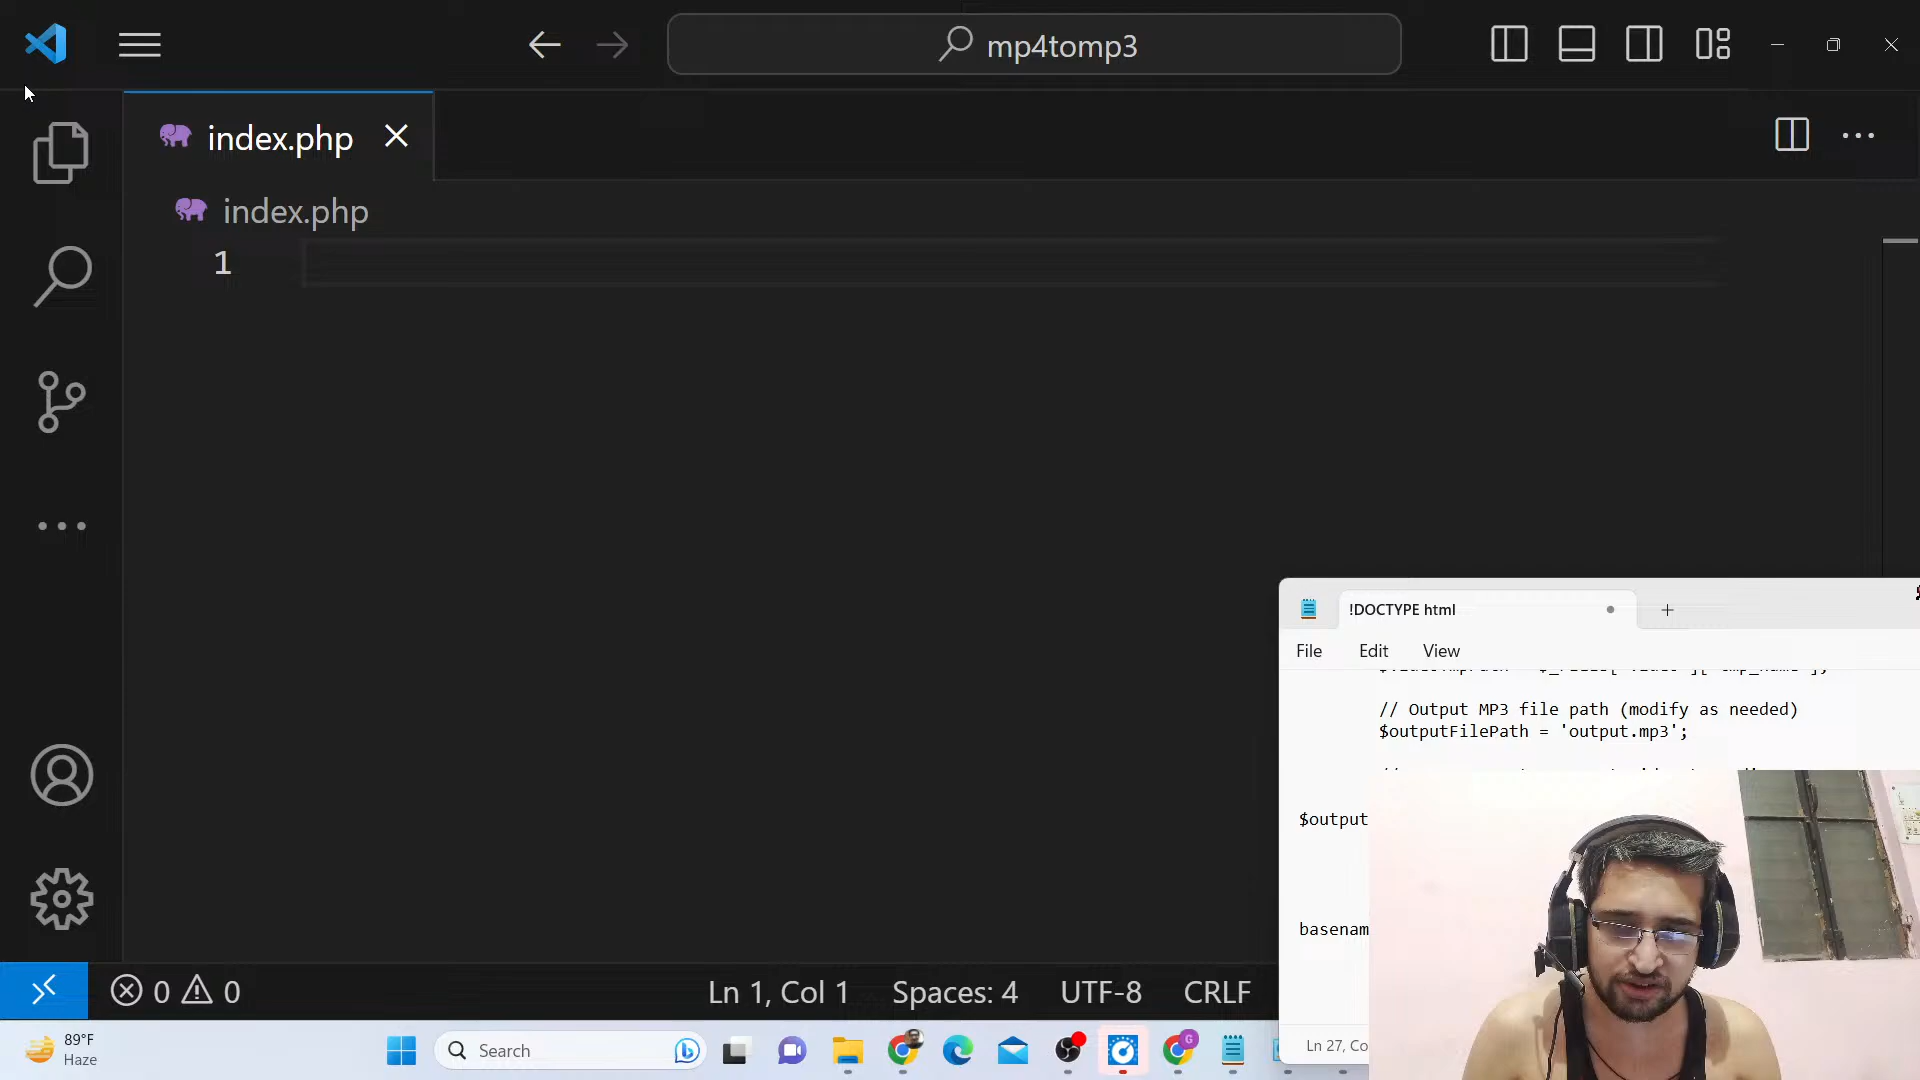 mp4tomp3
index.php
index.php
1
!DOCTYPE html
File Edit View
// Output MP3 file path (modify as needed)
$outputFilePath = 'output.mp3';
$output
basenam
Ln 27, Co
Ln 1, Col 1 Spaces: 4 UTF-8 CRLF
0 0
89°F
Haze
Search
G